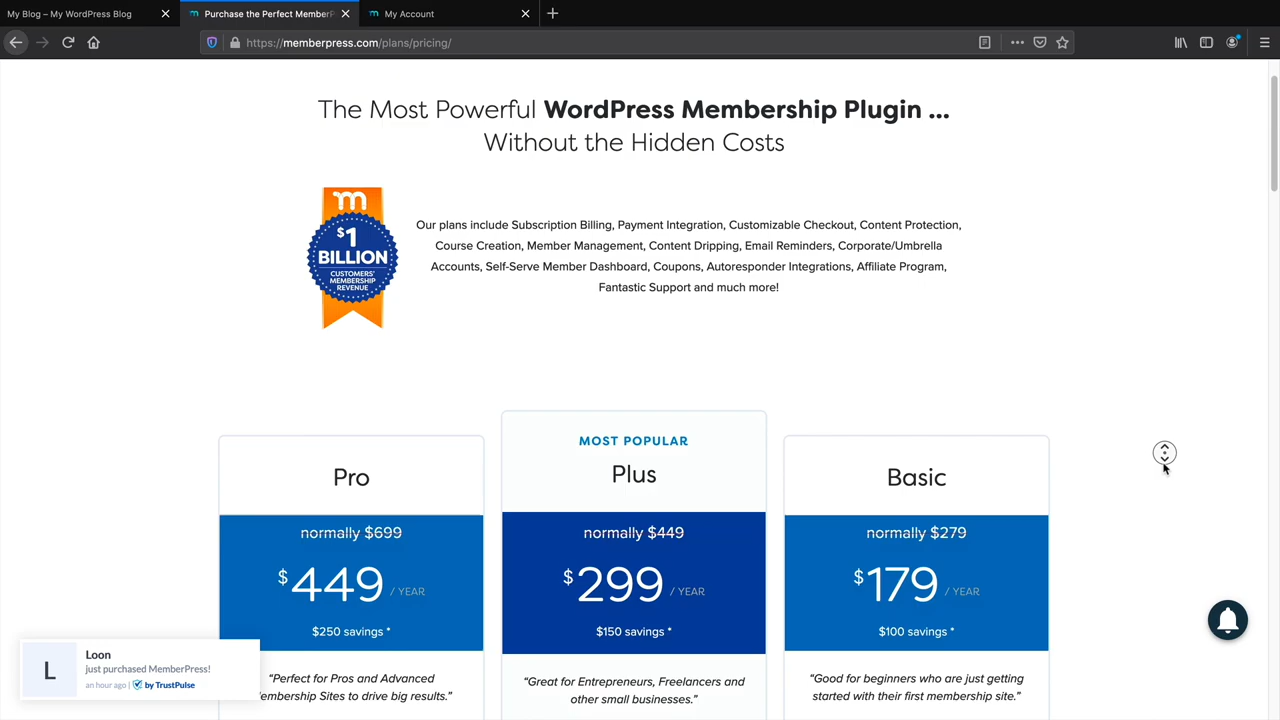 My Blog – My WordPress Blog
Purchase the Perfect MemberP
My Account
https://memberpress.com/plans/pricing/
The Most Powerful WordPress Membership Plugin ...
Without the Hidden Costs
m
$1
BILLION
CUSTOMERS'
MEMBERSHIP
REVENUE
Our plans include Subscription Billing, Payment Integration, Customizable Checkout, Content Protection,
Course Creation, Member Management, Content Dripping, Email Reminders, Corporate/Umbrella
Accounts, Self-Serve Member Dashboard, Coupons, Autoresponder Integrations, Affiliate Program,
Fantastic Support and much more!
Pro
normally $699
$449 / YEAR
$250 savings *
“Perfect for Pros and Advanced
embership Sites to drive big results.”
MOST POPULAR
Plus
normally $449
$299 / YEAR
$150 savings *
“Great for Entrepreneurs, Freelancers and
other small businesses.”
Basic
normally $279
$179 / YEAR
$100 savings *
“Good for beginners who are just getting
started with their first membership site.”
L
Loon
just purchased MemberPress!
an hour ago | by TrustPulse